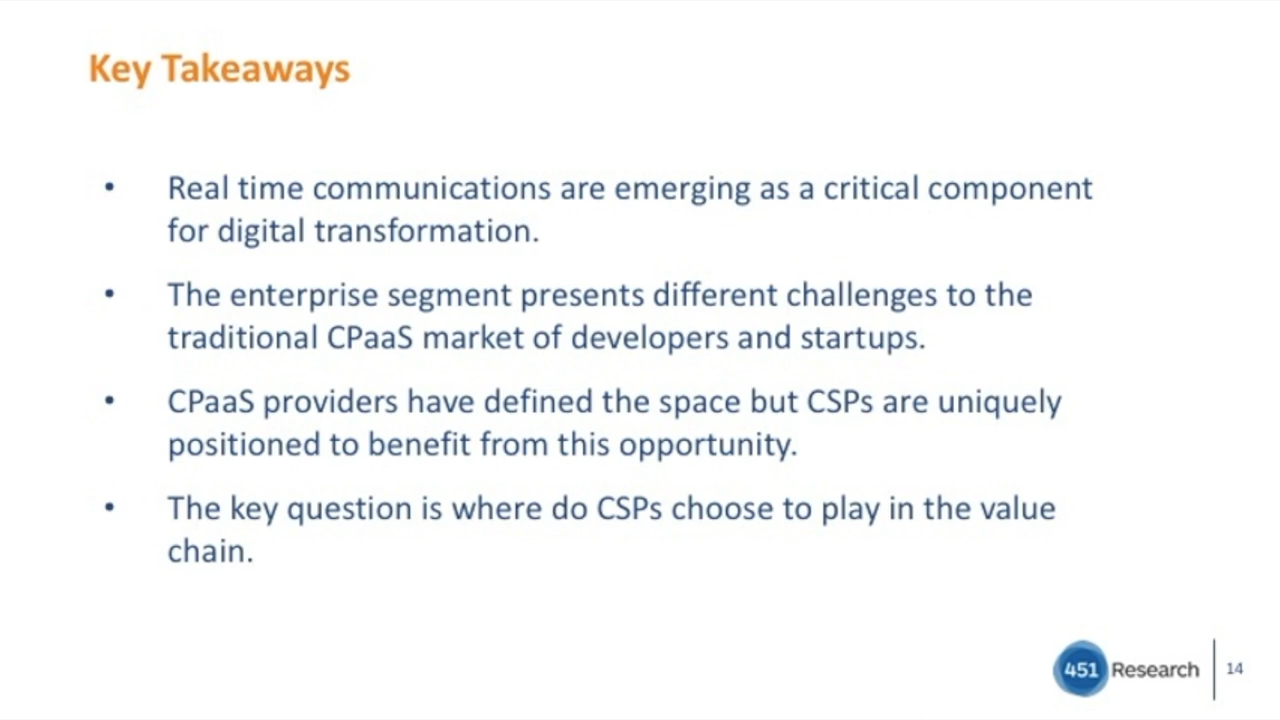 Key Takeaways
• Real time communications are emerging as a critical component
for digital transformation.
• The enterprise segment presents different challenges to the
traditional CPaaS market of developers and startups.
• CPaaS providers have defined the space but CSPs are uniquely
positioned to benefit from this opportunity.
• The key question is where do CSPs choose to play in the value
chain.
451 Research 14